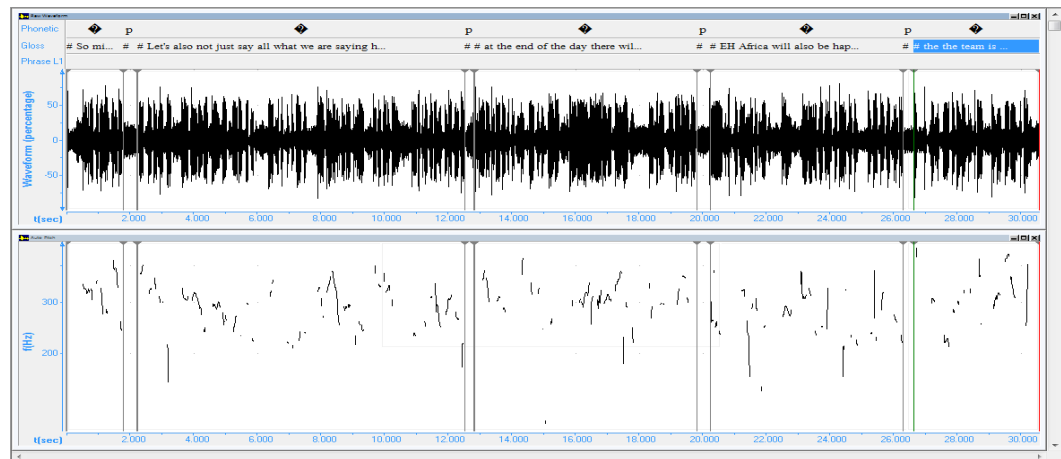 Raw Waveform
Phonetic � p � p � p � p �
Gloss # So mi... # # Let's also not just say all what we are saying h... # # at the end of the day there wil... # # EH Africa will also be hap... # # the the team is ...
Phrase L1
Waveform (percentage)
50
0
-50
t(sec) 2.000 4.000 6.000 8.000 10.000 12.000 14.000 16.000 18.000 20.000 22.000 24.000 26.000 28.000 30.000
Auto Pitch
f(Hz)
300
200
t(sec) 2.000 4.000 6.000 8.000 10.000 12.000 14.000 16.000 18.000 20.000 22.000 24.000 26.000 28.000 30.000